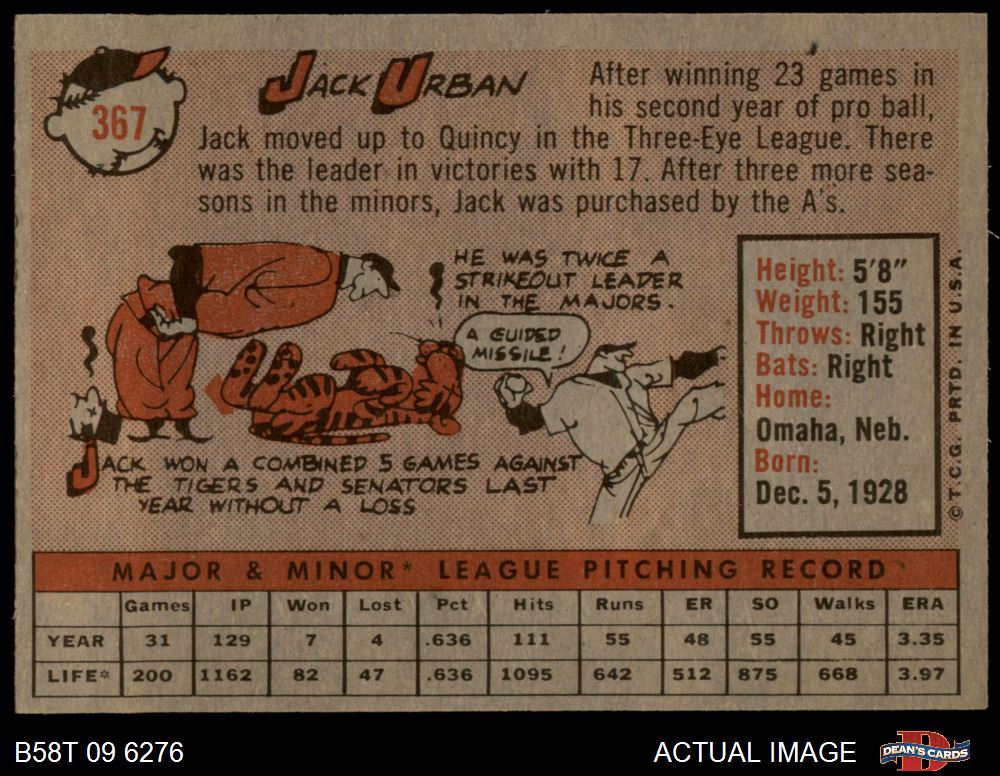 367
JACK URBAN
After winning 23 games in
his second year of pro ball,
Jack moved up to Quincy in the Three-Eye League. There
was the leader in victories with 17. After three more sea-
sons in the minors, Jack was purchased by the A's.
HE WAS TWICE A
STRIKEOUT LEADER
IN THE MAJORS.
A GUIDED
MISSILE!
JACK WON A COMBINED 5 GAMES AGAINST
THE TIGERS AND SENATORS LAST
YEAR WITHOUT A LOSS
Height: 5'8"
Weight: 155
Throws: Right
Bats: Right
Home:
Omaha, Neb.
Born:
Dec. 5, 1928
© T.C.G. PRTD. IN U.S.A.
MAJOR & MINOR* LEAGUE PITCHING RECORD
Games IP Won Lost Pct Hits Runs ER SO Walks ERA
YEAR 31 129 7 4 .636 111 55 48 55 45 3.35
LIFE* 200 1162 82 47 .636 1095 642 512 875 668 3.97
B58T 09 6276
ACTUAL IMAGE
DEAN'S CARDS